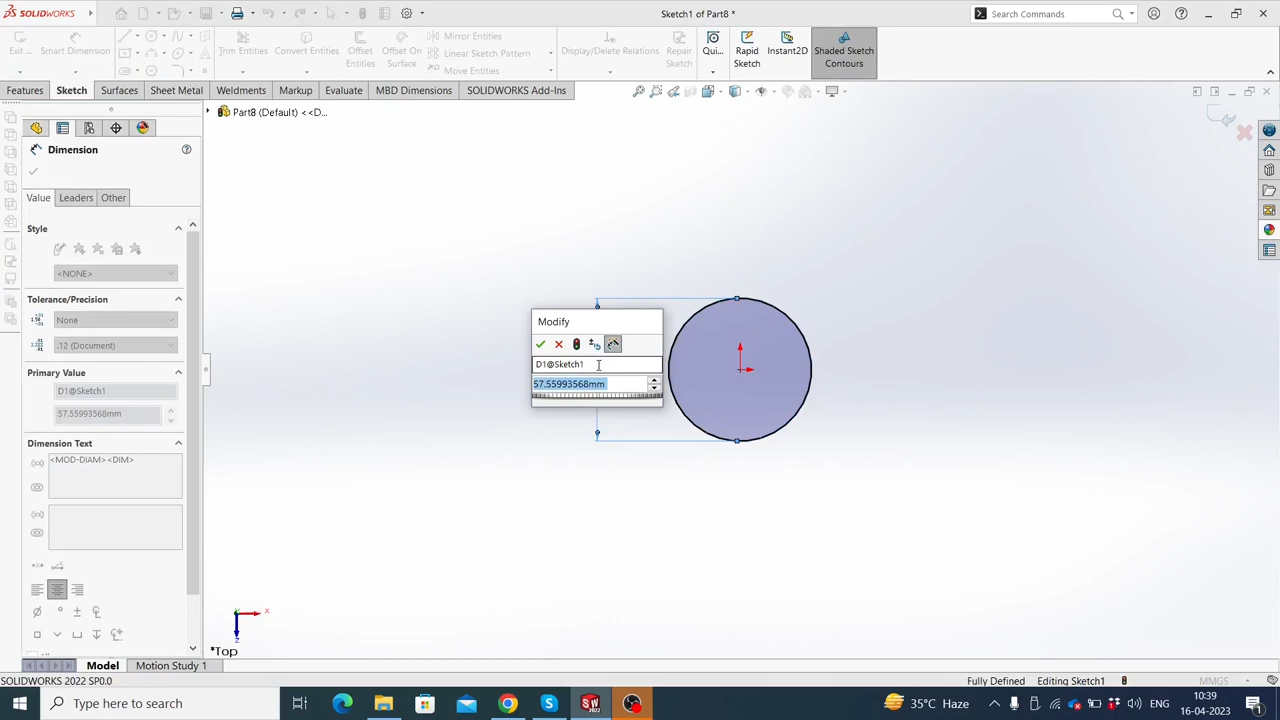 SOLIDWORKS
Sketch1 of Part8 *
Search Commands
Exit ...
Smart Dimension
Trim Entities
Convert Entities
Offset Entities
Offset On Surface
Mirror Entities
Linear Sketch Pattern
Move Entities
Display/Delete Relations
Repair Sketch
Qui...
Rapid Sketch
Instant2D
Shaded Sketch Contours
Features
Sketch
Surfaces
Sheet Metal
Weldments
Markup
Evaluate
MBD Dimensions
SOLIDWORKS Add-Ins
Part8 (Default) <<D...
Dimension
Value
Leaders
Other
Style
<NONE>
Tolerance/Precision
None
.12 (Document)
Primary Value
D1@Sketch1
57.55993568mm
Dimension Text
<MOD-DIAM><DIM>
Modify
D1@Sketch1
57.55993568mm
x
z
*Top
Model
Motion Study 1
SOLIDWORKS 2022 SP0.0
Fully Defined
Editing Sketch1
MMGS
Type here to search
35°C Haze
ENG
10:39
16-04-2023